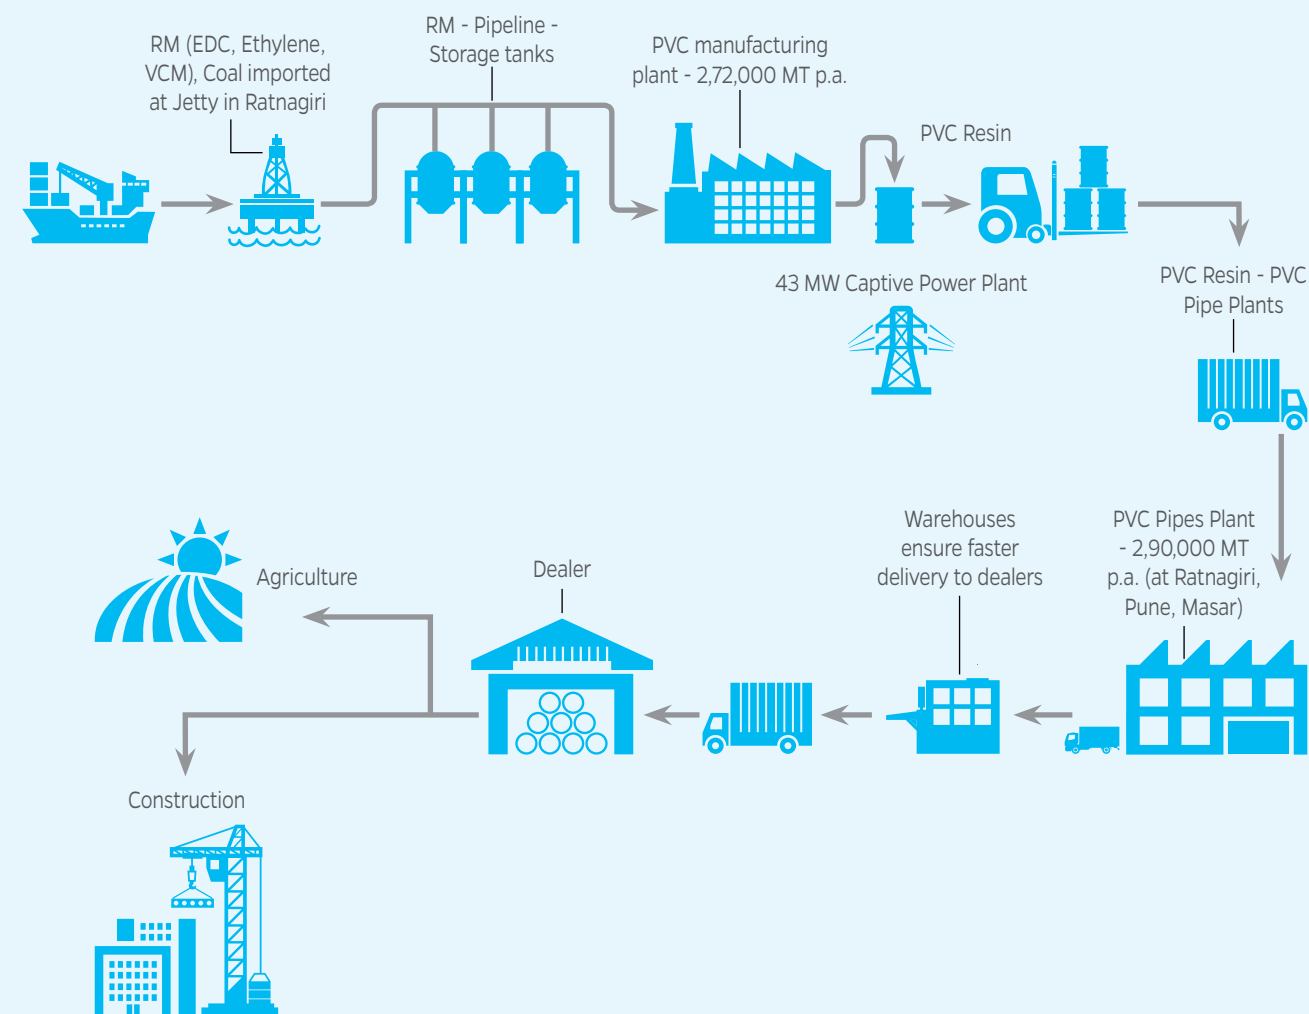 RM (EDC, Ethylene,
VCM), Coal imported
at Jetty in Ratnagiri
RM - Pipeline -
Storage tanks
PVC manufacturing
plant - 2,72,000 MT p.a.
PVC Resin
43 MW Captive Power Plant
PVC Resin - PVC
Pipe Plants
PVC Pipes Plant
- 2,90,000 MT
p.a. (at Ratnagiri,
Pune, Masar)
Warehouses
ensure faster
delivery to dealers
Dealer
Agriculture
Construction